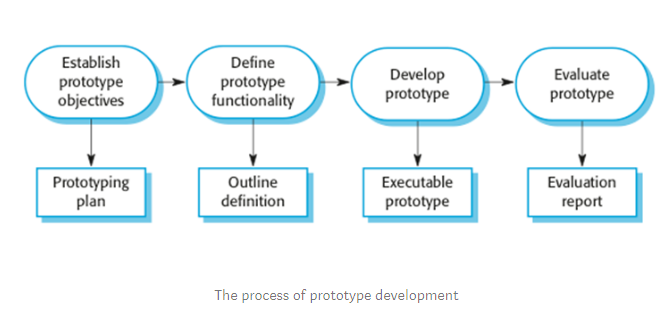 Establish
prototype
objectives
Define
prototype
functionality
Develop
prototype
Evaluate
prototype
Prototyping
plan
Outline
definition
Executable
prototype
Evaluation
report
The process of prototype development